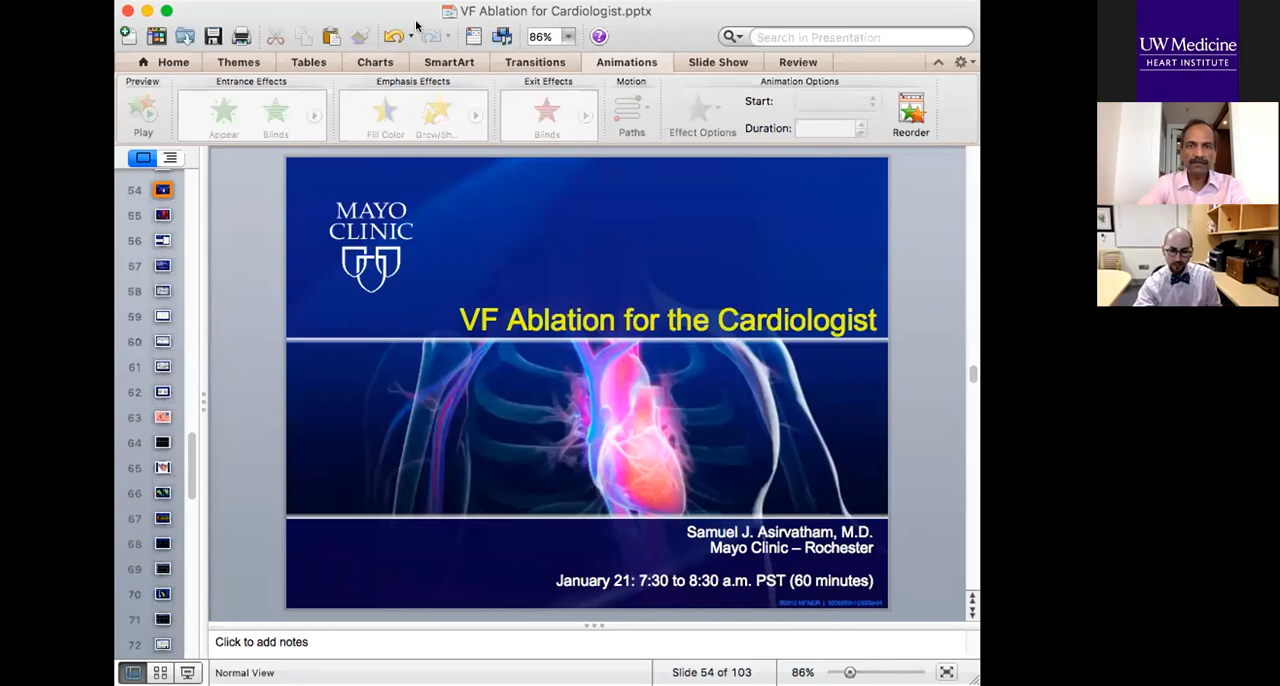 VF Ablation for Cardiologist.pptx
86%
Search in Presentation
Home
Themes
Tables
Charts
SmartArt
Transitions
Animations
Slide Show
Review
Preview
Entrance Effects
Emphasis Effects
Exit Effects
Motion
Animation Options
Play
Appear
Blinds
Fill Color
Grow/Sh...
Blinds
Paths
Effect Options
Start:
Duration:
Reorder
54
55
56
57
58
59
60
61
62
63
64
65
66
67
68
69
70
71
72
MAYO
CLINIC
VF Ablation for the Cardiologist
Samuel J. Asirvatham, M.D.
Mayo Clinic – Rochester
January 21: 7:30 to 8:30 a.m. PST (60 minutes)
Click to add notes
Normal View
Slide 54 of 103
86%
UW Medicine
HEART INSTITUTE